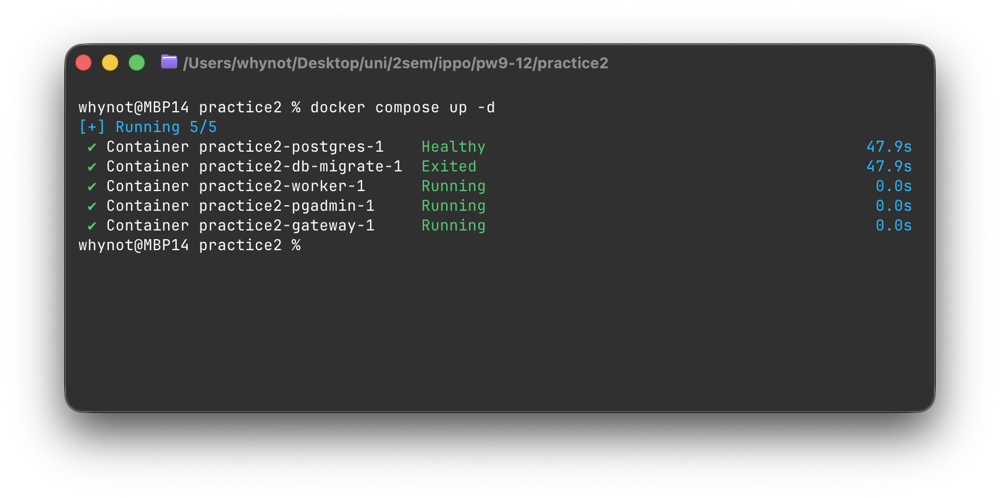 /Users/whynot/Desktop/uni/2sem/ippo/pw9-12/practice2
whynot@MBP14 practice2 % docker compose up -d
[+] Running 5/5
✔ Container practice2-postgres-1    Healthy    47.9s
✔ Container practice2-db-migrate-1  Exited    47.9s
✔ Container practice2-worker-1      Running    0.0s
✔ Container practice2-pgadmin-1     Running    0.0s
✔ Container practice2-gateway-1     Running    0.0s
whynot@MBP14 practice2 %